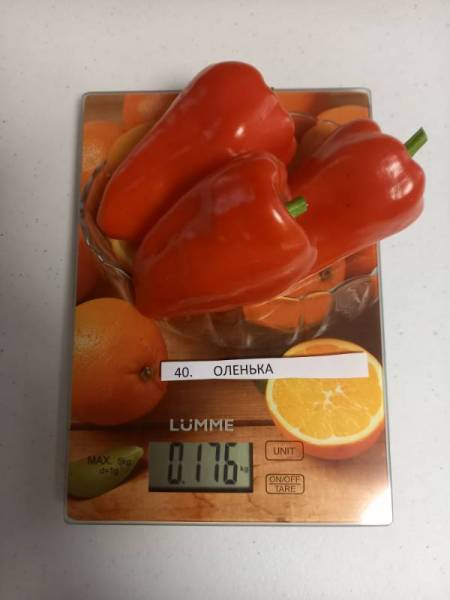 40. ОЛЕНЬКА
LUMME
MAX. 5kg
d=1g
0.176 kg
UNIT
ON/OFF
TARE